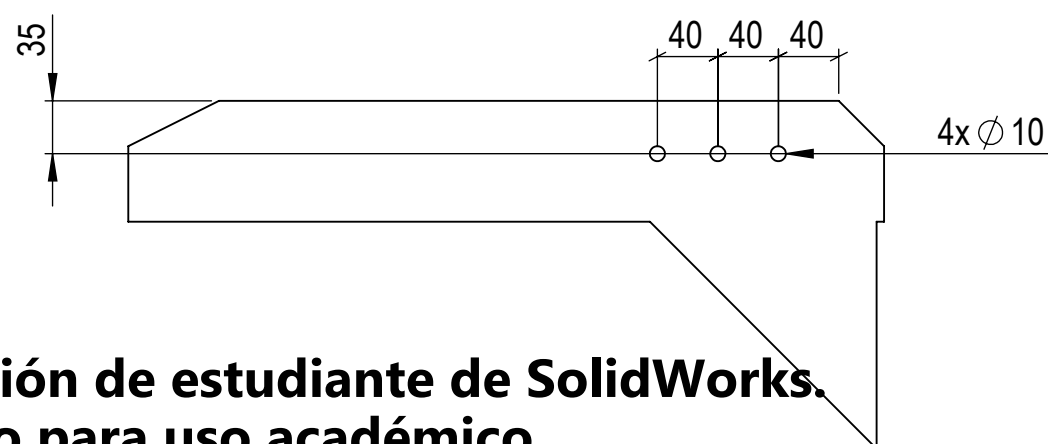 35
40 40 40
4x ∅ 10
ión de estudiante de SolidWorks.
o para uso académico